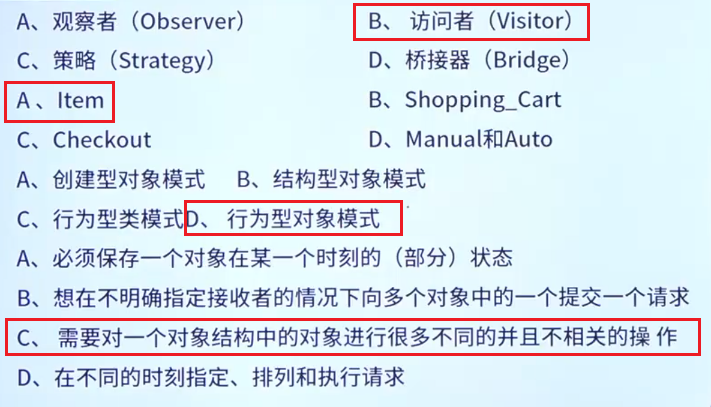 A、观察者（Observer） B、 访问者（Visitor）
C、策略（Strategy） D、桥接器（Bridge）
A 、Item B、Shopping_Cart
C、Checkout D、Manual和Auto
A、创建型对象模式 B、结构型对象模式
C、行为型类模式D、 行为型对象模式
A、必须保存一个对象在某一个时刻的（部分）状态
B、想在不明确指定接收者的情况下向多个对象中的一个提交一个请求
C、 需要对一个对象结构中的对象进行很多不同的并且不相关的操 作
D、在不同的时刻指定、排列和执行请求